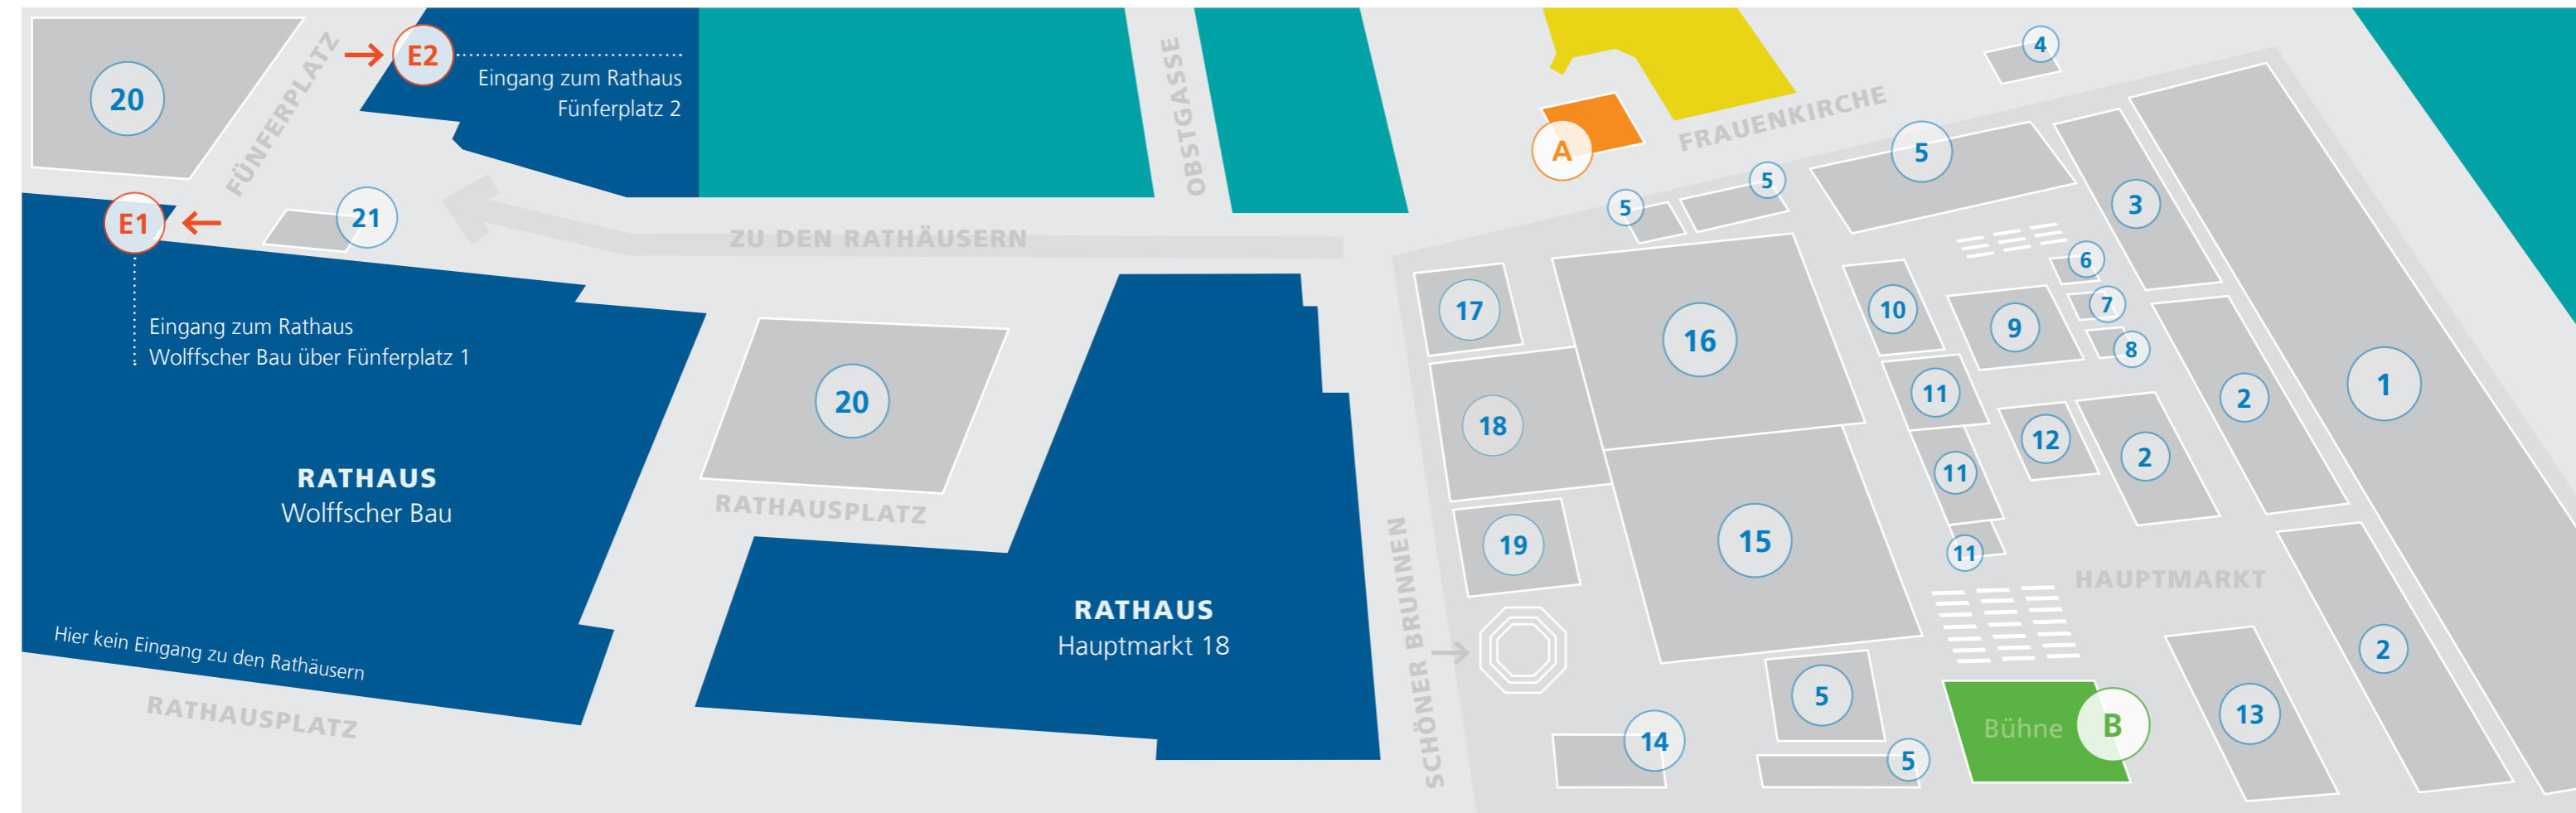 20
FÜNFERPLATZ
E2
Eingang zum Rathaus
Fünferplatz 2
E1
21
Eingang zum Rathaus
Wolffscher Bau über Fünferplatz 1
RATHAUS
Wolffscher Bau
Hier kein Eingang zu den Rathäusern
RATHAUSPLATZ
ZU DEN RATHÄUSERN
20
RATHAUSPLATZ
RATHAUS
Hauptmarkt 18
OBSTGASSE
A
FRAUENKIRCHE
4
5
5
5
3
6
7
8
9
10
17
16
1
2
11
18
12
2
11
15
19
11
HAUPTMARKT
SCHÖNER BRUNNEN
2
5
13
14
5
Bühne
B